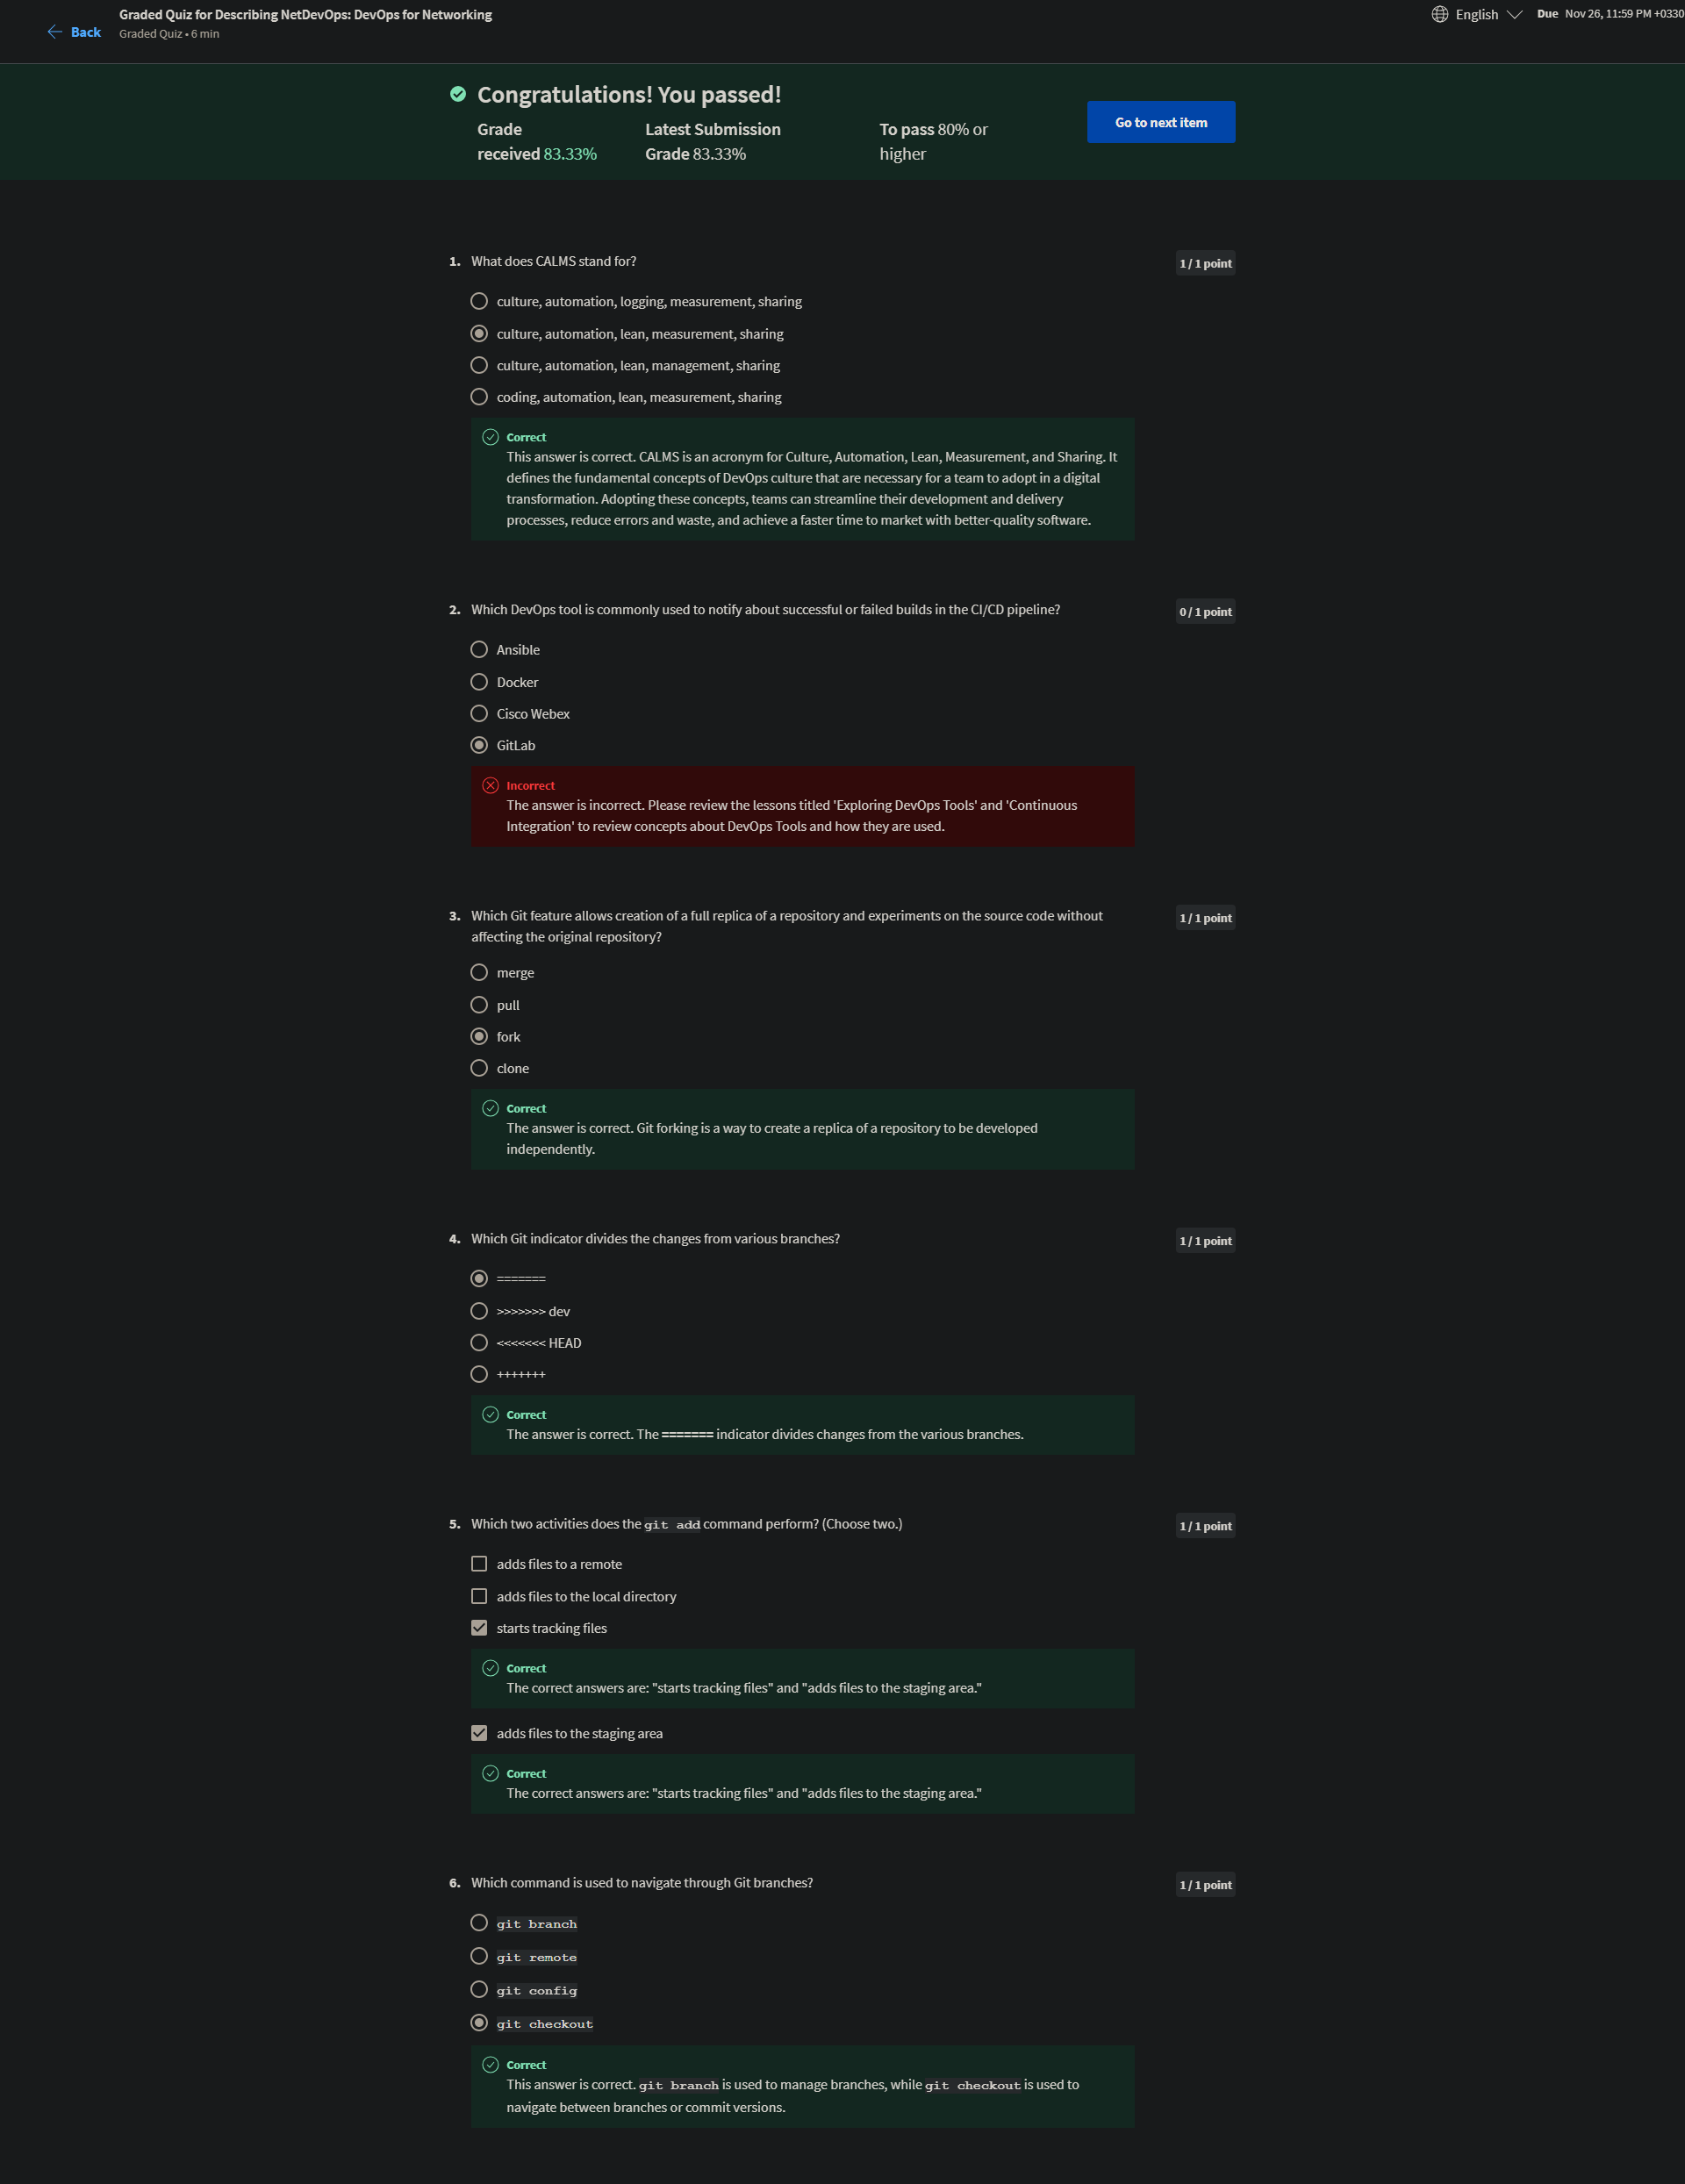 Back
Graded Quiz for Describing NetDevOps: DevOps for Networking
Graded Quiz • 6 min
English
Due Nov 26, 11:59 PM +0330
Congratulations! You passed!
Grade
received 83.33%
Latest Submission
Grade 83.33%
To pass 80% or
higher
Go to next item
1. What does CALMS stand for?
1 / 1 point
culture, automation, logging, measurement, sharing
culture, automation, lean, measurement, sharing
culture, automation, lean, management, sharing
coding, automation, lean, measurement, sharing
Correct
This answer is correct. CALMS is an acronym for Culture, Automation, Lean, Measurement, and Sharing. It
defines the fundamental concepts of DevOps culture that are necessary for a team to adopt in a digital
transformation. Adopting these concepts, teams can streamline their development and delivery
processes, reduce errors and waste, and achieve a faster time to market with better-quality software.
2. Which DevOps tool is commonly used to notify about successful or failed builds in the CI/CD pipeline?
0 / 1 point
Ansible
Docker
Cisco Webex
GitLab
Incorrect
The answer is incorrect. Please review the lessons titled 'Exploring DevOps Tools' and 'Continuous
Integration' to review concepts about DevOps Tools and how they are used.
3. Which Git feature allows creation of a full replica of a repository and experiments on the source code without
affecting the original repository?
1 / 1 point
merge
pull
fork
clone
Correct
The answer is correct. Git forking is a way to create a replica of a repository to be developed
independently.
4. Which Git indicator divides the changes from various branches?
1 / 1 point
=======
>>>>>>> dev
<<<<<<< HEAD
+++++++
Correct
The answer is correct. The ======= indicator divides changes from the various branches.
5. Which two activities does the git add command perform? (Choose two.)
1 / 1 point
adds files to a remote
adds files to the local directory
starts tracking files
Correct
The correct answers are: "starts tracking files" and "adds files to the staging area."
adds files to the staging area
Correct
The correct answers are: "starts tracking files" and "adds files to the staging area."
6. Which command is used to navigate through Git branches?
1 / 1 point
git branch
git remote
git config
git checkout
Correct
This answer is correct. git branch is used to manage branches, while git checkout is used to
navigate between branches or commit versions.